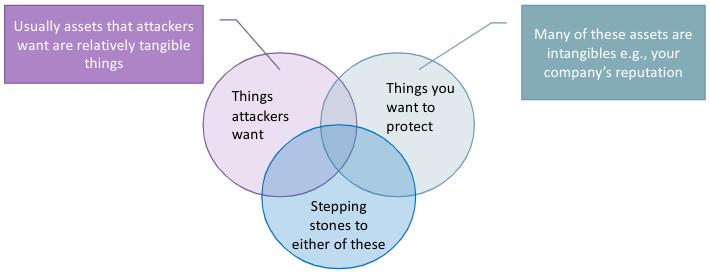 Usually assets that attackers
want are relatively tangible
things
Many of these assets are
intangibles e.g., your
company's reputation
Things
attackers
want
Things you
want to
protect
Stepping
stones to
either of these